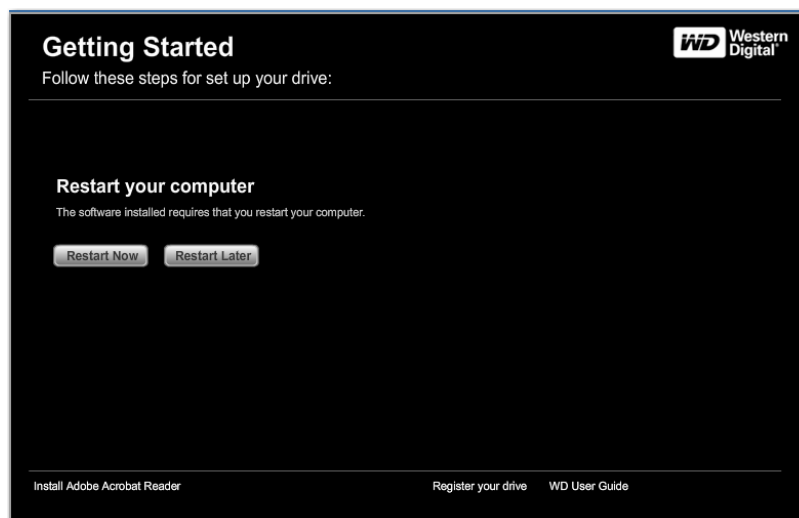 Getting Started
Follow these steps for set up your drive:
WD Western Digital
Restart your computer
The software installed requires that you restart your computer.
Restart Now Restart Later
Install Adobe Acrobat Reader Register your drive WD User Guide